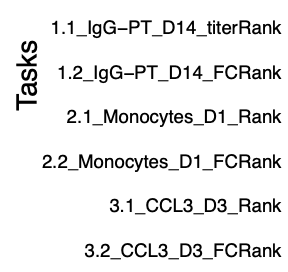 Tasks
1.1_IgG−PT_D14_titerRank
1.2_IgG−PT_D14_FCRank
2.1_Monocytes_D1_Rank
2.2_Monocytes_D1_FCRank
3.1_CCL3_D3_Rank
3.2_CCL3_D3_FCRank